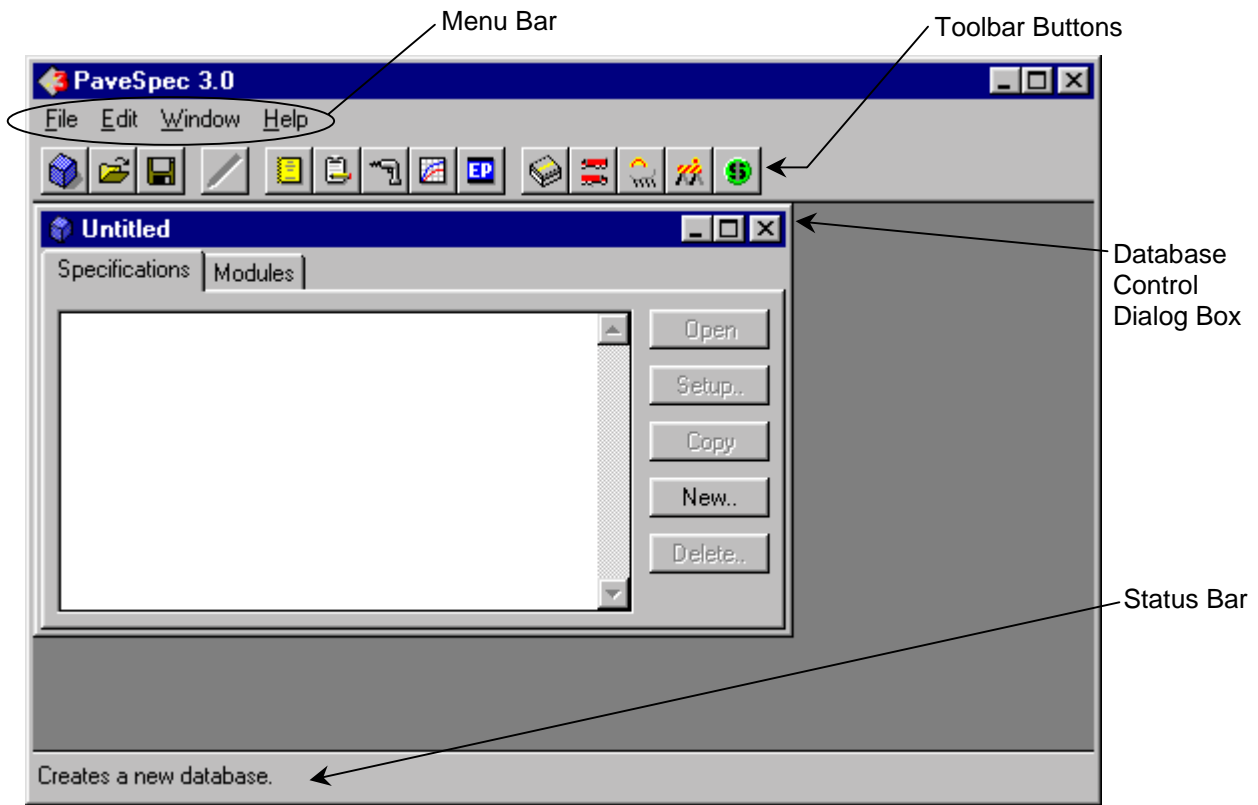 Menu Bar
Toolbar Buttons
3 PaveSpec 3.0
File Edit Window Help
EP $
Untitled
Specifications Modules
Open
Setup..
Copy
New..
Delete..
Database
Control
Dialog Box
Status Bar
Creates a new database.